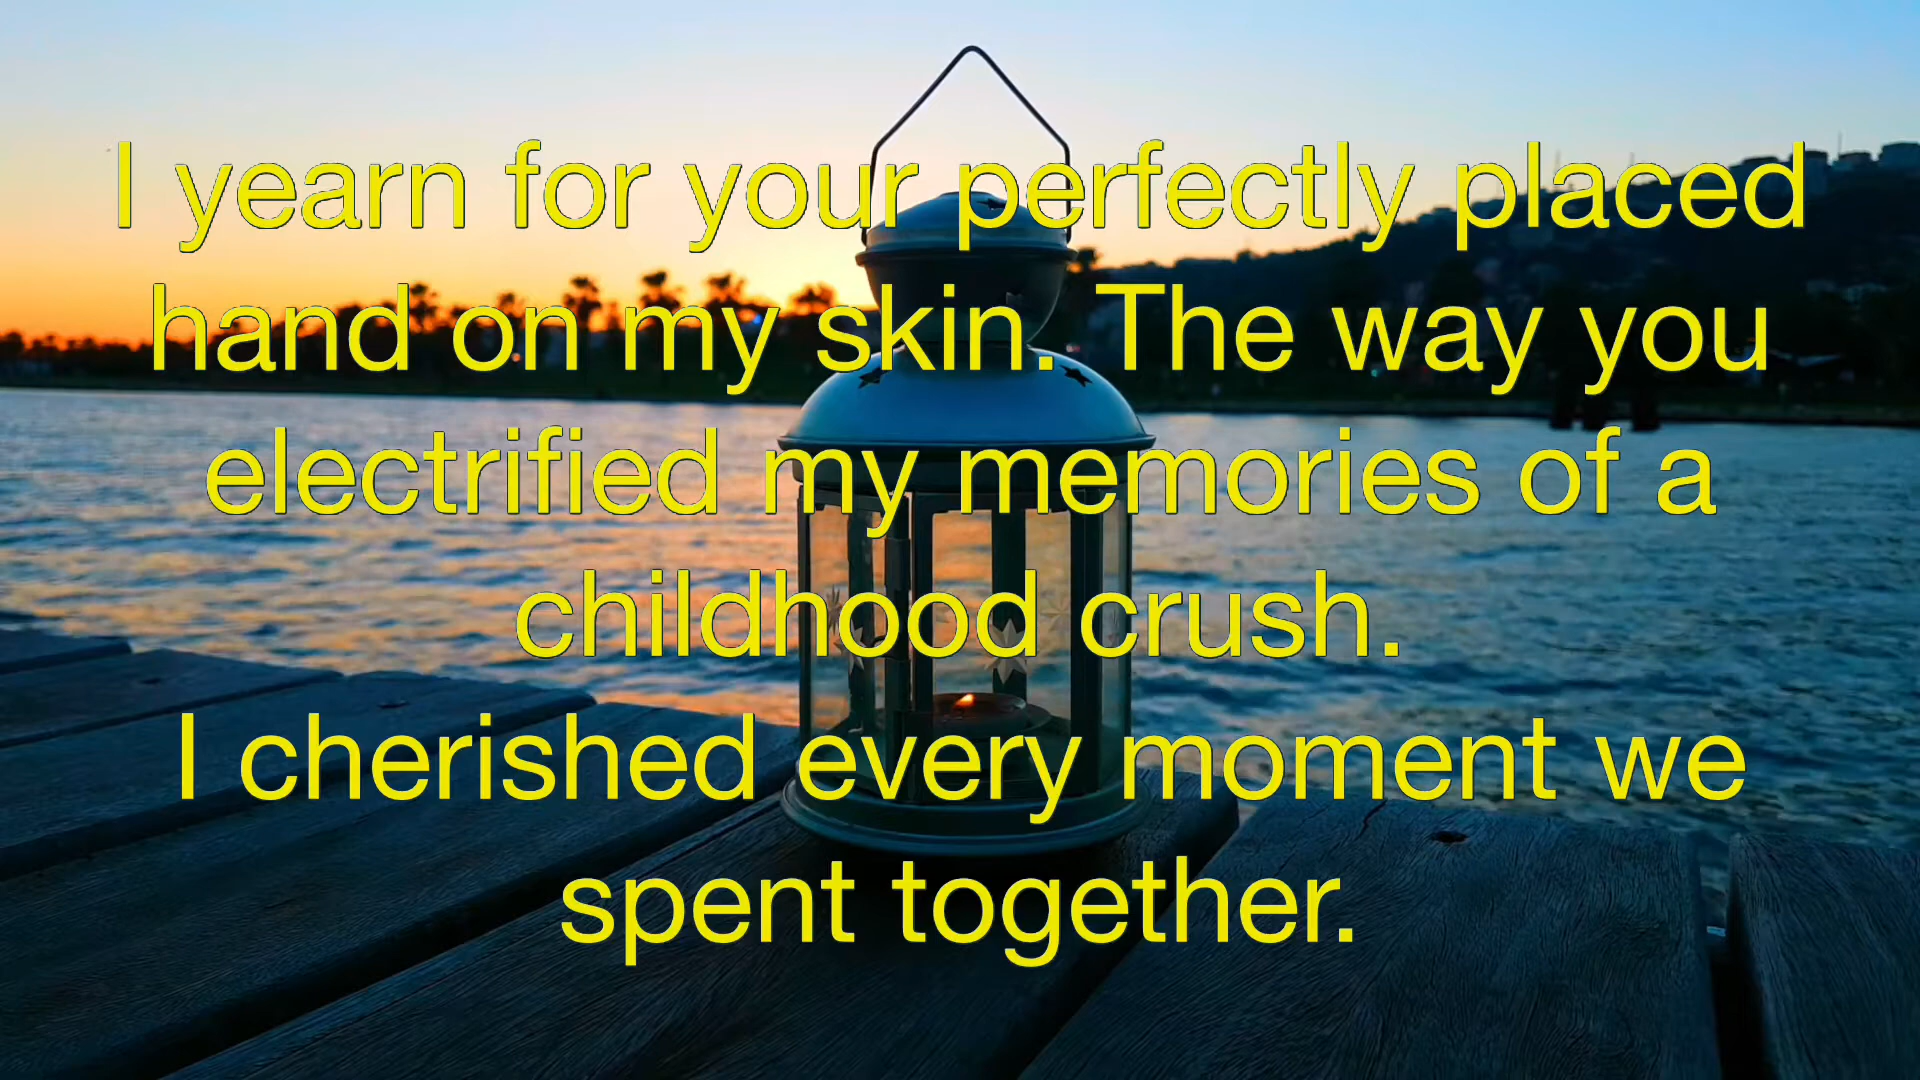 I yearn for your perfectly placed
hand on my skin. The way you
electrified my memories of a
childhood crush.
I cherished every moment we
spent together.